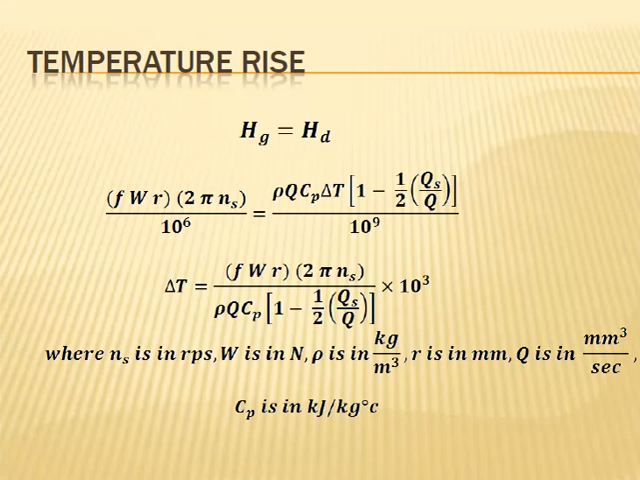 TEMPERATURE RISE
H_g = H_d
(f W r) (2 π n_s) / 10^6 = ρQC_pΔT [1 − 1/2 (Q_s/Q)] / 10^9
ΔT = (f W r) (2 π n_s) / ρQC_p [1 − 1/2 (Q_s/Q)] × 10^3
where n_s is in rps, W is in N, ρ is in kg/m^3, r is in mm, Q is in mm^3/sec,
C_p is in kJ/kg°c